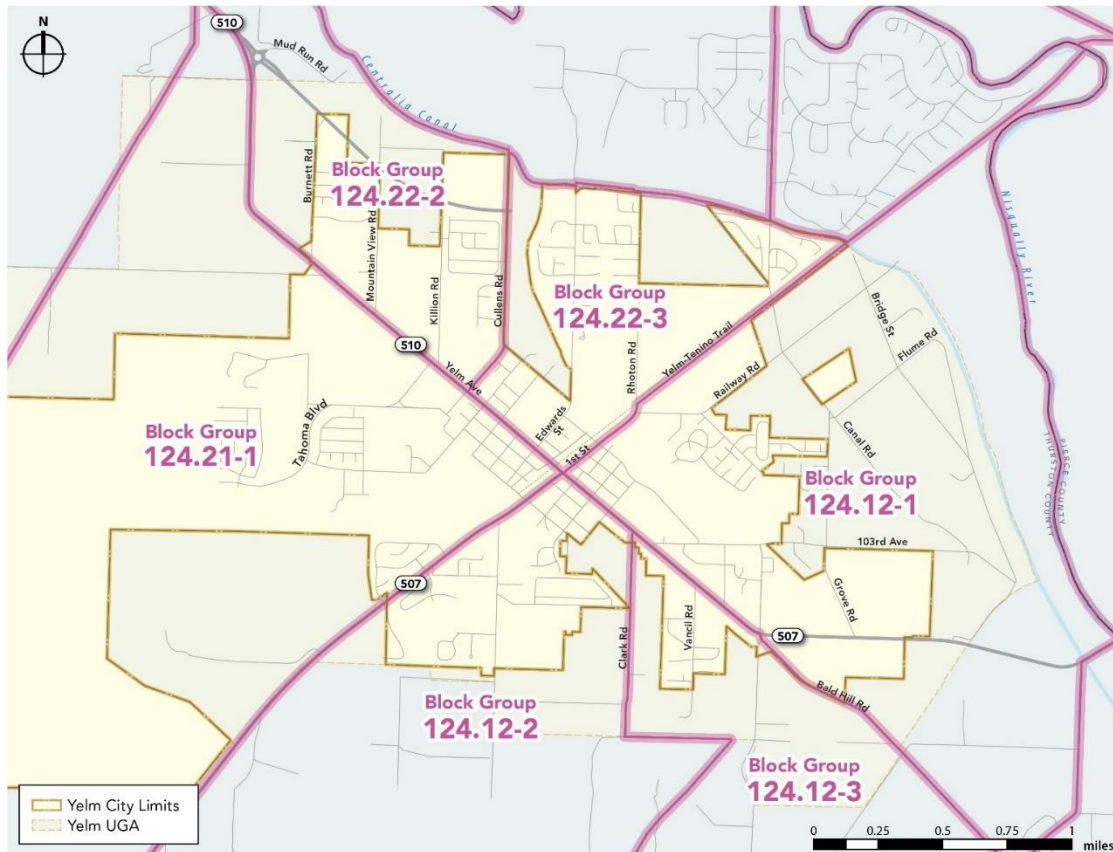 510
N
Mud Run Rd
Centralia Canal
Burnett Rd
Block Group
124.22-2
Mountain View Rd
Killion Rd
Cullens Rd
Block Group
124.22-3
Nisqually River
Bridge St
Flume Rd
510
Yelm Ave
Rhoton Rd
Yelm-Tenino Trail
Railway Rd
Block Group
124.21-1
Tahoma Blvd
Edwards
St
1st St
Canal Rd
PIERCE COUNTY
THURSTON COUNTY
Block Group
124.12-1
103rd Ave
507
Grove Rd
Vancil Rd
Clark Rd
507
Bald Hill Rd
Block Group
124.12-2
Block Group
124.12-3
Yelm City Limits
Yelm UGA
0 0.25 0.5 0.75 1
miles